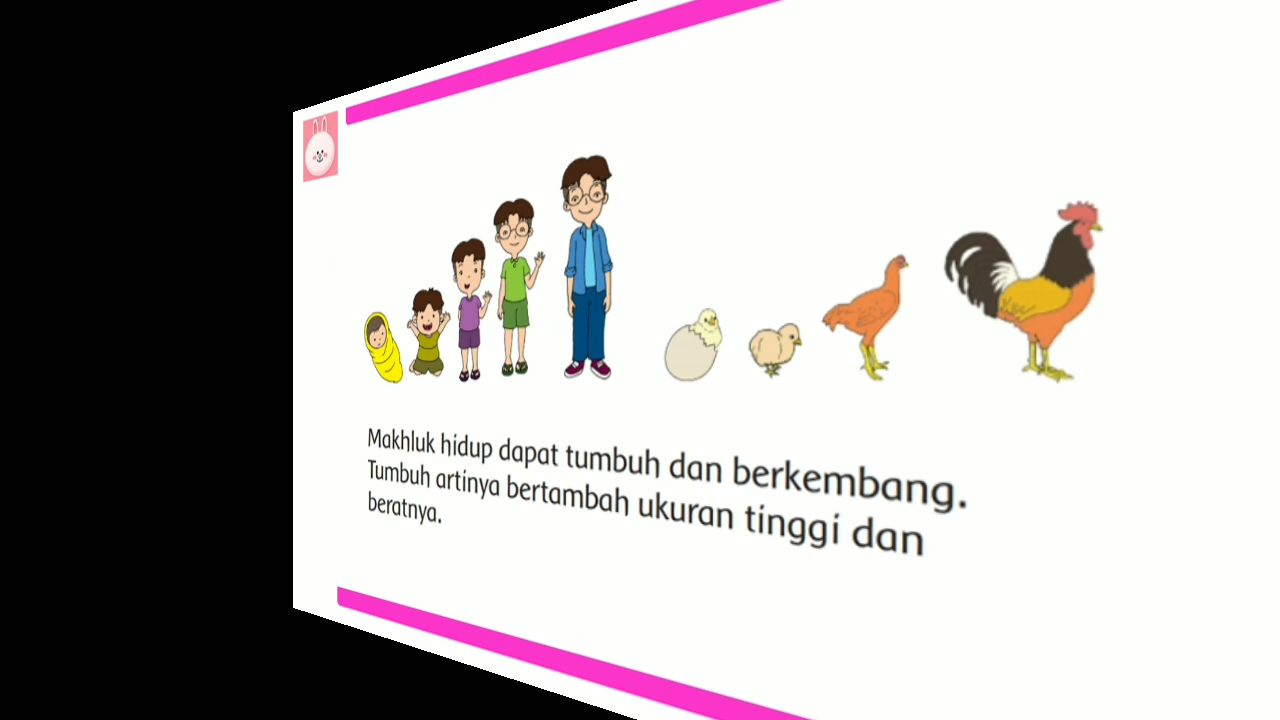 Makhluk hidup dapat tumbuh dan berkembang.
Tumbuh artinya bertambah ukuran tinggi dan
beratnya.